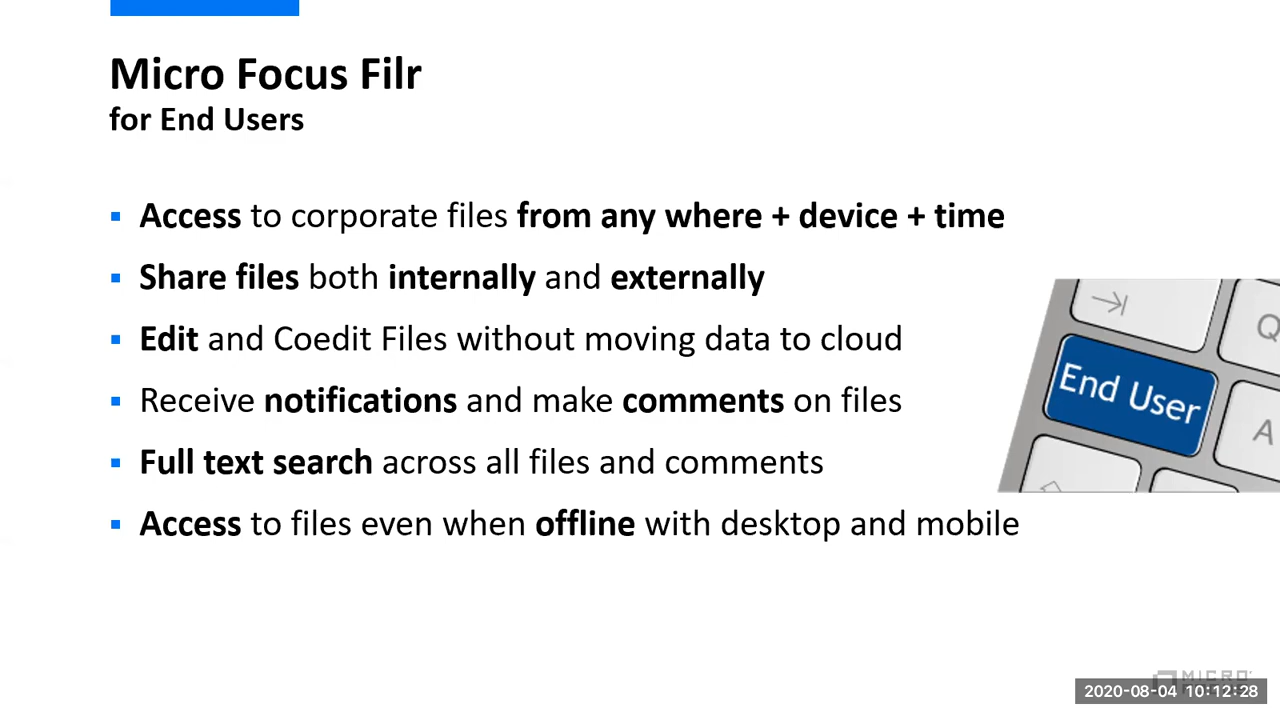 Micro Focus Filr
for End Users
▪ Access to corporate files from any where + device + time
▪ Share files both internally and externally
▪ Edit and Coedit Files without moving data to cloud
▪ Receive notifications and make comments on files
▪ Full text search across all files and comments
▪ Access to files even when offline with desktop and mobile
Q
End User
A
MICRO
2020-08-04 10:12:28